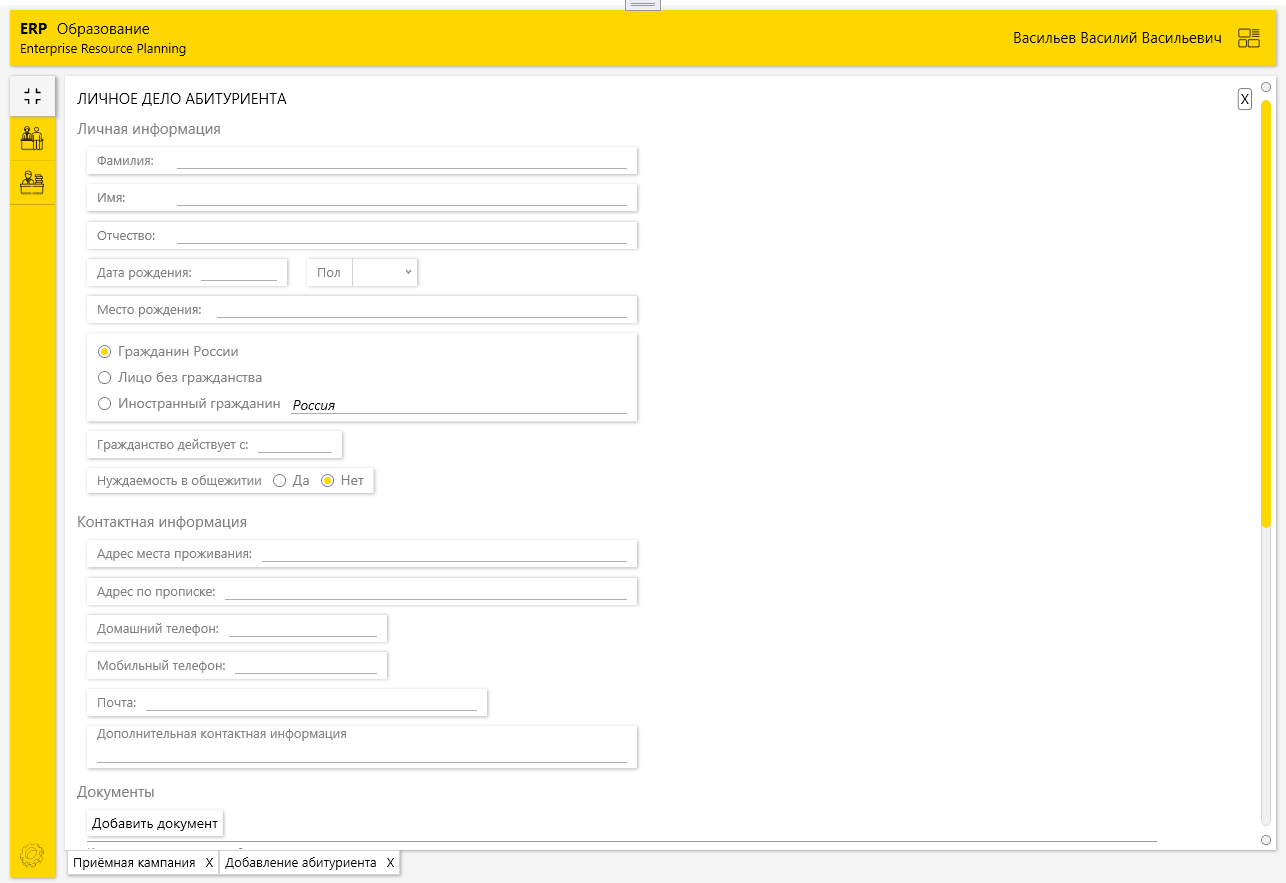 ERP Образование
Enterprise Resource Planning
Васильев Василий Васильевич
ЛИЧНОЕ ДЕЛО АБИТУРИЕНТА
X
Личная информация
Фамилия:
Имя:
Отчество:
Дата рождения:
Пол
Место рождения:
Гражданин России
Лицо без гражданства
Иностранный гражданин Россия
Гражданство действует с:
Нуждаемость в общежитии Да Нет
Контактная информация
Адрес места проживания:
Адрес по прописке:
Домашний телефон:
Мобильный телефон:
Почта:
Дополнительная контактная информация
Документы
Добавить документ
Приёмная кампания X Добавление абитуриента X